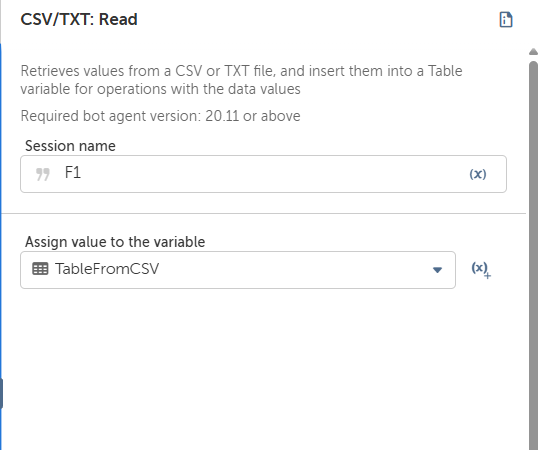 CSV/TXT: Read
Retrieves values from a CSV or TXT file, and insert them into a Table
variable for operations with the data values
Required bot agent version: 20.11 or above
Session name
F1
(x)
Assign value to the variable
TableFromCSV
(x)+